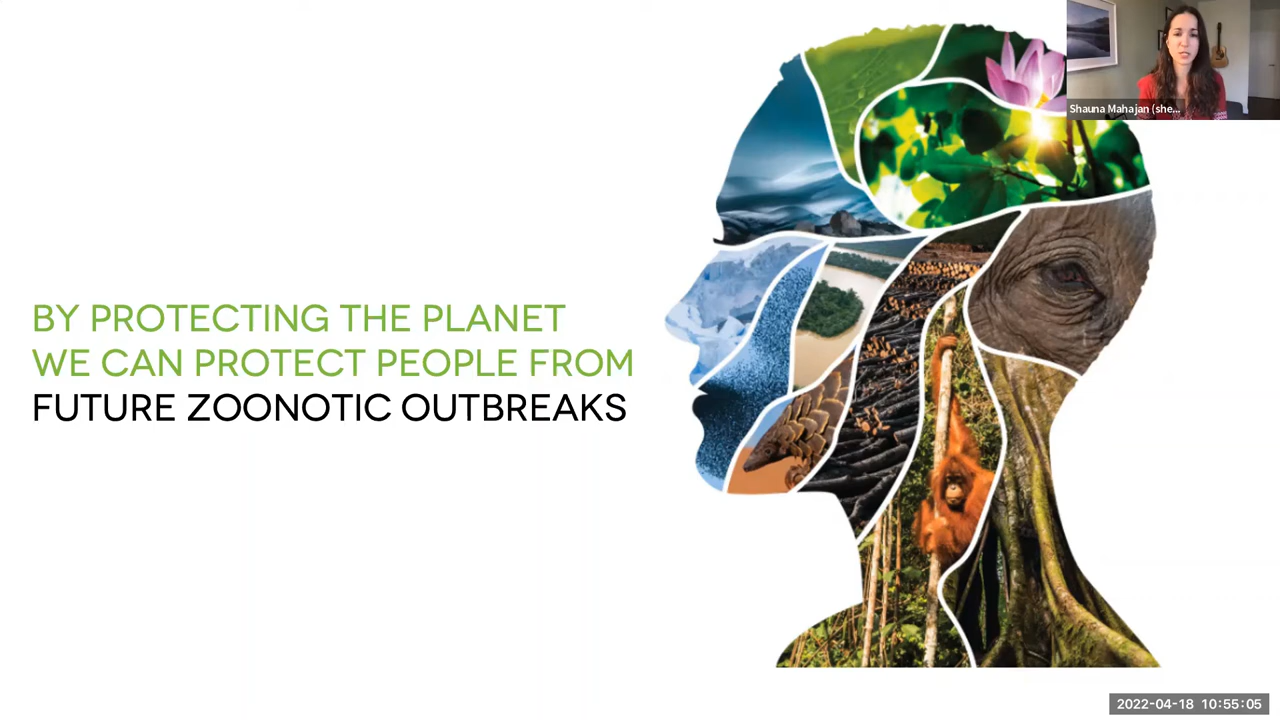 Shauna Mahajan (she...
BY PROTECTING THE PLANET
WE CAN PROTECT PEOPLE FROM
FUTURE ZOONOTIC OUTBREAKS
2022-04-18 10:55:05